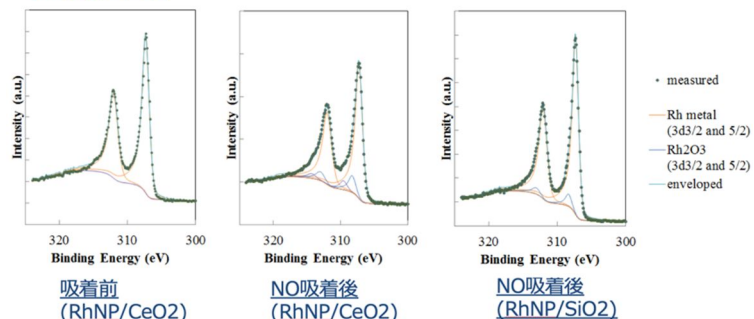 Intensity (a.u.)
320
310
300
Binding Energy (eV)
吸着前
(RhNP/CeO2)
Intensity (a.u.)
320
310
300
Binding Energy (eV)
NO吸着後
(RhNP/CeO2)
Intensity (a.u.)
320
310
300
Binding Energy (eV)
NO吸着後
(RhNP/SiO2)
measured
Rh metal
(3d3/2 and 5/2)
Rh2O3
(3d3/2 and 5/2)
enveloped